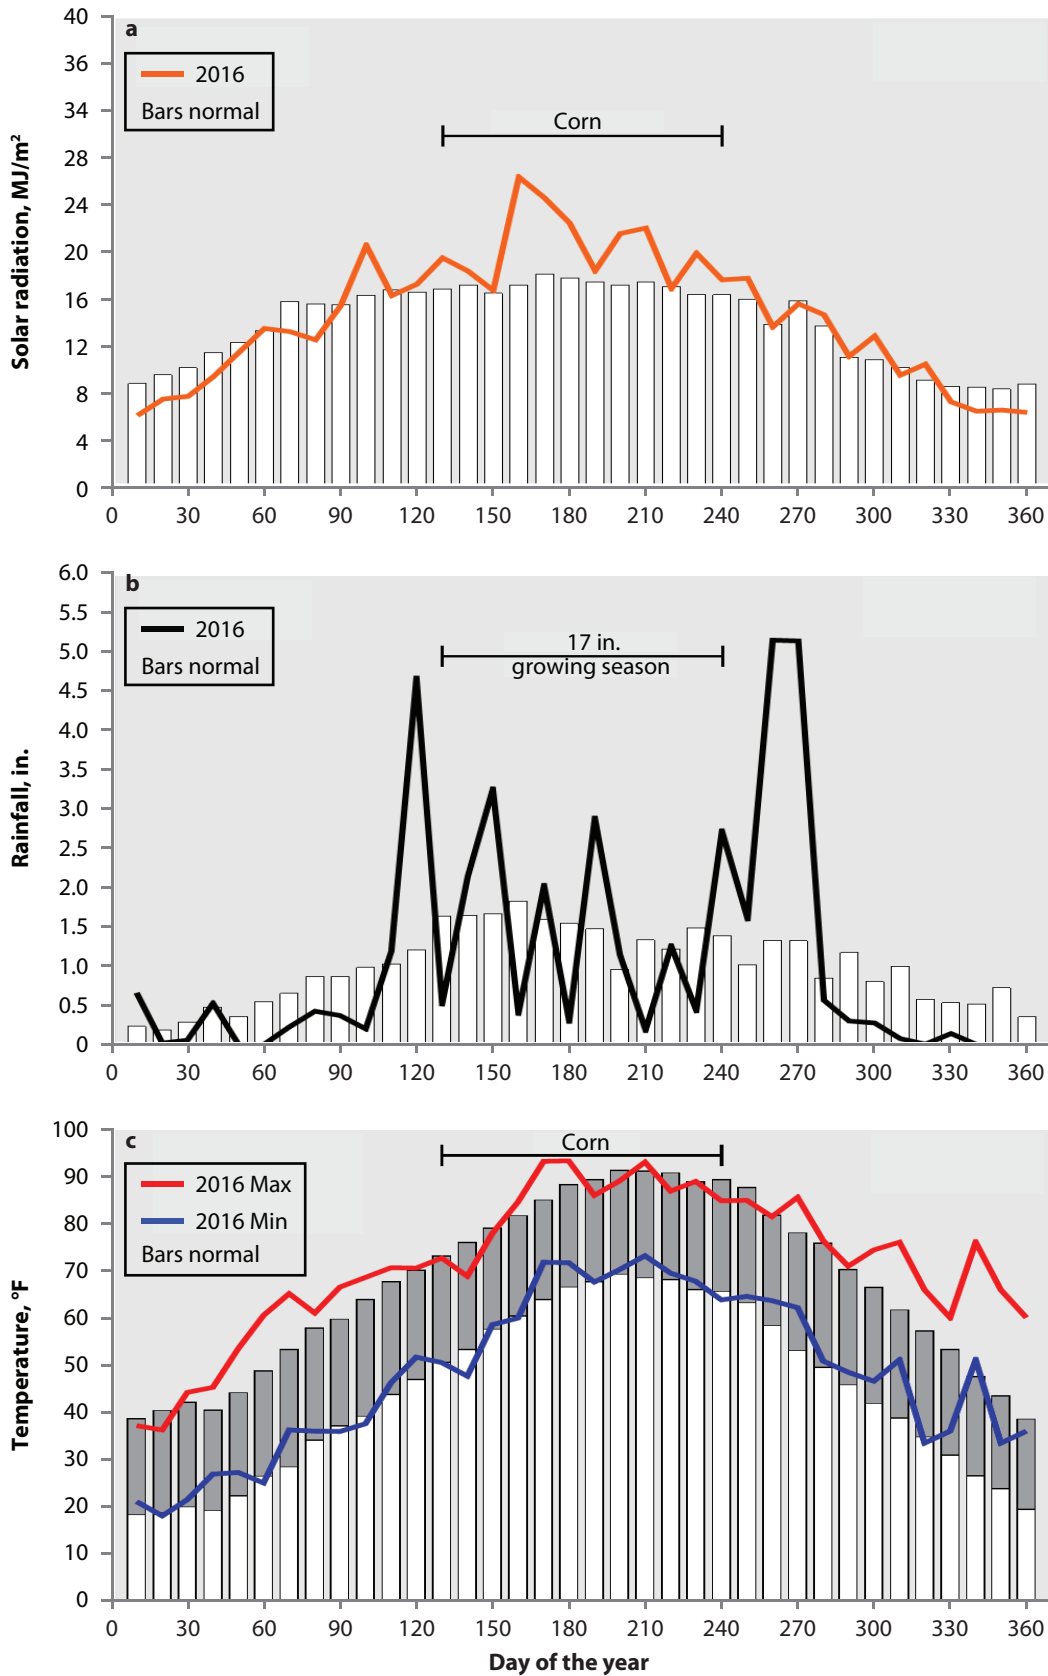 a
2016
Bars normal
Corn
Solar radiation, MJ/m²
40
36
34
28
24
20
16
12
8
4
0
0 30 60 90 120 150 180 210 240 270 300 330 360
b
2016
Bars normal
17 in.
growing season
Rainfall, in.
6.0
5.5
5.0
4.5
4.0
3.5
3.0
2.5
2.0
1.5
1.0
0.5
0
0 30 60 90 120 150 180 210 240 270 300 330 360
c
2016 Max
2016 Min
Bars normal
Corn
Temperature, °F
100
90
80
70
60
50
40
30
20
10
0
0 30 60 90 120 150 180 210 240 270 300 330 360
Day of the year